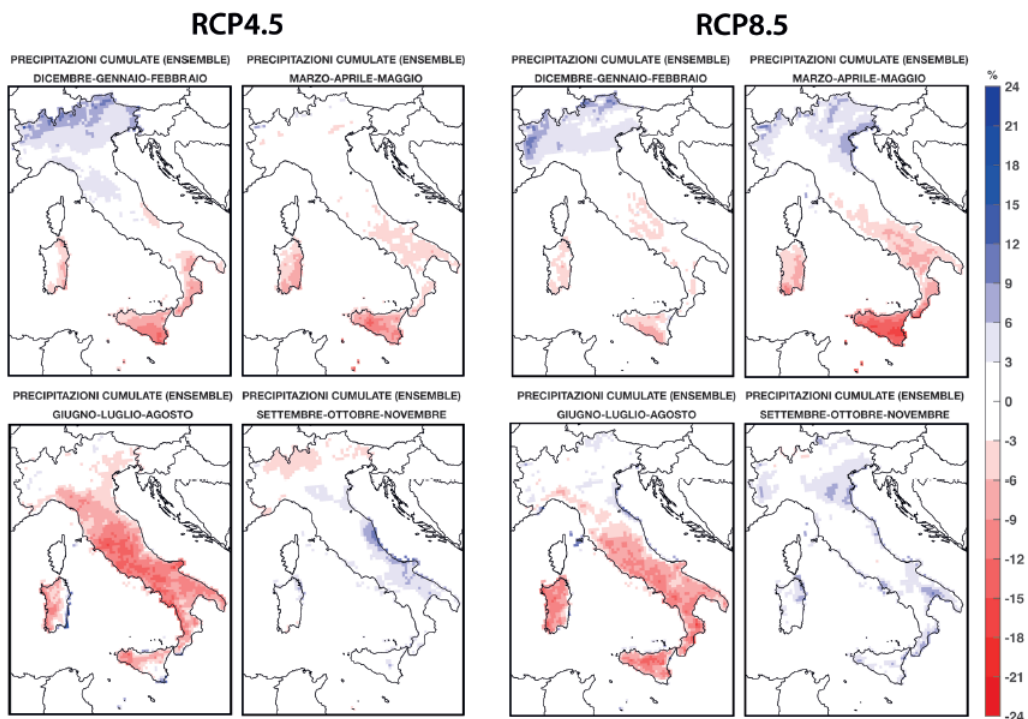 RCP4.5
RCP8.5
PRECIPITAZIONI CUMULATE (ENSEMBLE)
DICEMBRE-GENNAIO-FEBBRAIO
PRECIPITAZIONI CUMULATE (ENSEMBLE)
MARZO-APRILE-MAGGIO
PRECIPITAZIONI CUMULATE (ENSEMBLE)
DICEMBRE-GENNAIO-FEBBRAIO
PRECIPITAZIONI CUMULATE (ENSEMBLE)
MARZO-APRILE-MAGGIO
PRECIPITAZIONI CUMULATE (ENSEMBLE)
GIUGNO-LUGLIO-AGOSTO
PRECIPITAZIONI CUMULATE (ENSEMBLE)
SETTEMBRE-OTTOBRE-NOVEMBRE
PRECIPITAZIONI CUMULATE (ENSEMBLE)
GIUGNO-LUGLIO-AGOSTO
PRECIPITAZIONI CUMULATE (ENSEMBLE)
SETTEMBRE-OTTOBRE-NOVEMBRE
%
24
21
18
15
12
9
6
3
0
-3
-6
-9
-12
-15
-18
-21
-24